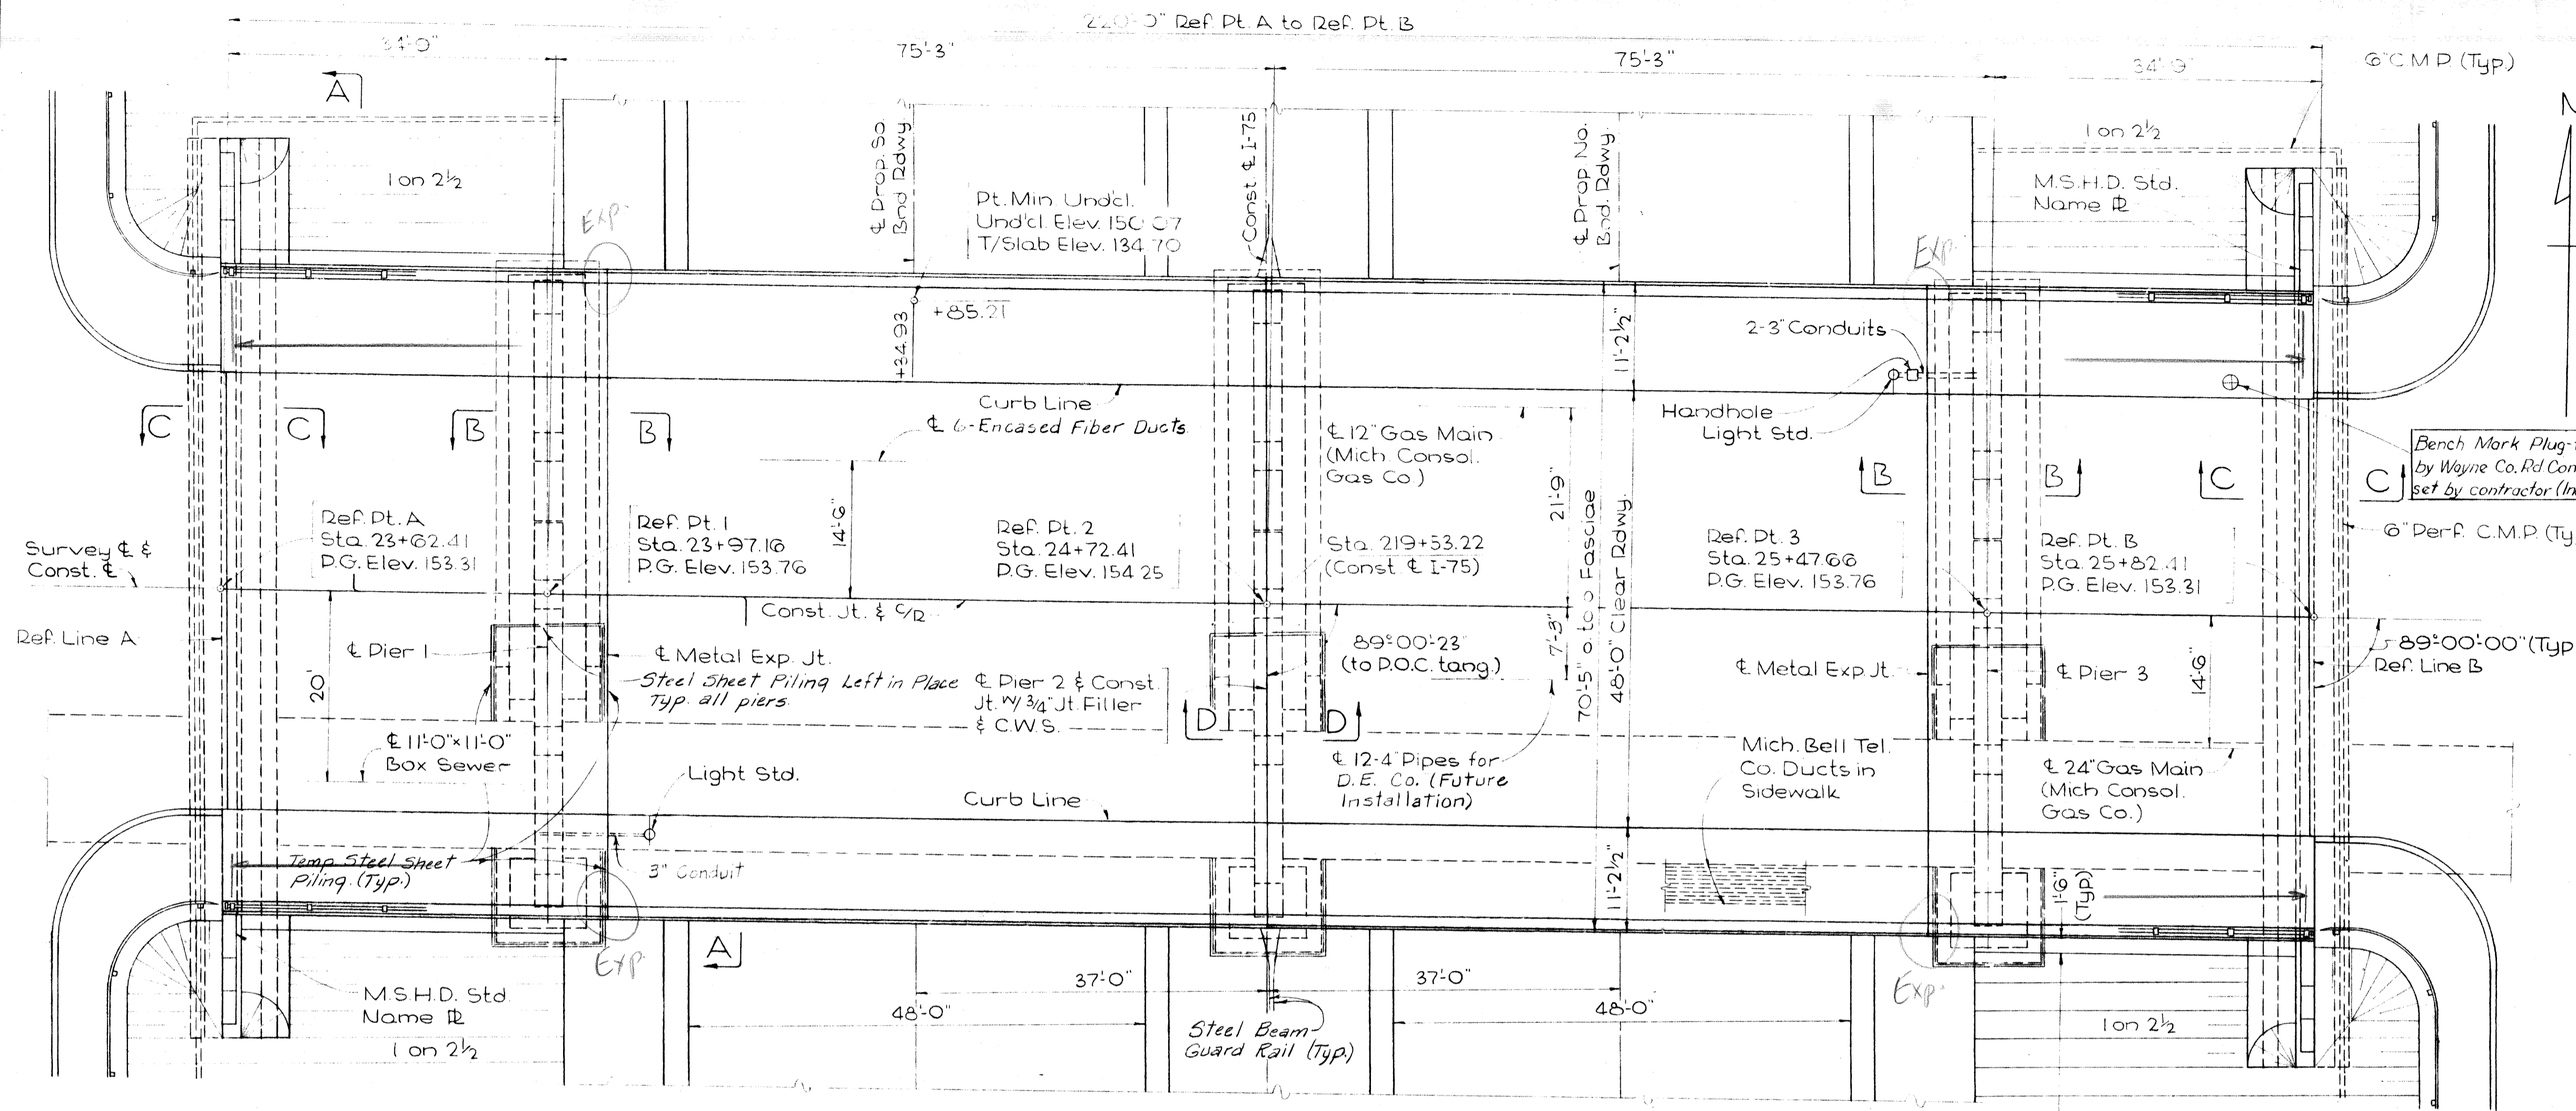 220'-0" Ref. Pt. A to Ref. Pt. B
34'-9"
75'-3"
75'-3"
34'-9"
6" C.M.P. (Typ.)
A
N
1 on 2½
℄ Prop. So.
Bnd Rdwy.
Pt. Min Und'cl.
Und'cl. Elev. 150.07
T/Slab Elev. 134.70
Const. ℄ I-75
℄ Prop. No.
Bnd. Rdwy.
1 on 2½
M.S.H.D. Std.
Name ℞
Exp.
Exp.
+34.93
+85.21
11'-2½"
2-3" Conduits
Curb Line
℄ 6-Encased Fiber Ducts
℄ 12" Gas Main
(Mich. Consol.
Gas Co.)
Handhole
Light Std.
C
C
B
B
B
B
C
C
Bench Mark Plug-
by Wayne Co. Rd Con
set by contractor (In
6" Perf. C.M.P. (Ty
Survey ℄ &
Const. ℄
Ref. Pt. A
Sta. 23+62.41
P.G. Elev. 153.31
Ref. Pt. 1
Sta. 23+97.16
P.G. Elev. 153.76
14'-6"
Ref. Pt. 2
Sta. 24+72.41
P.G. Elev. 154.25
Sta. 219+53.22
(Const. ℄ I-75)
21'-9"
70'-5" o. to o Fasciae
48'-0" Clear Rdwy.
Ref. Pt. 3
Sta. 25+47.66
P.G. Elev. 153.76
Ref. Pt. B
Sta. 25+82.41
P.G. Elev. 153.31
Const. Jt. & C/R
Ref. Line A
20'
℄ Pier 1
℄ Metal Exp. Jt.
Steel Sheet Piling Left in Place
Typ. all piers.
℄ Pier 2 & Const.
Jt. W/ 3/4" Jt. Filler
& C.W.S.
89°00'-23"
(to P.O.C. tang.)
7'-3"
℄ Metal Exp. Jt.
℄ Pier 3
14'-6"
89°00'-00" (Typ
Ref. Line B
D
D
℄ 11'-0"x11'-0"
Box Sewer
Light Std.
Curb Line
℄ 12-4" Pipes for
D.E. Co. (Future
Installation)
Mich. Bell Tel.
Co. Ducts in
Sidewalk
℄ 24" Gas Main
(Mich Consol.
Gas Co.)
Temp Steel Sheet
Piling. (Typ.)
3" Conduit
11'-2½"
1'-6"
(Typ)
Exp.
A
Exp.
M.S.H.D. Std.
Name ℞
1 on 2½
37'-0"
37'-0"
48'-0"
48'-0"
Steel Beam
Guard Rail (Typ.)
1 on 2½